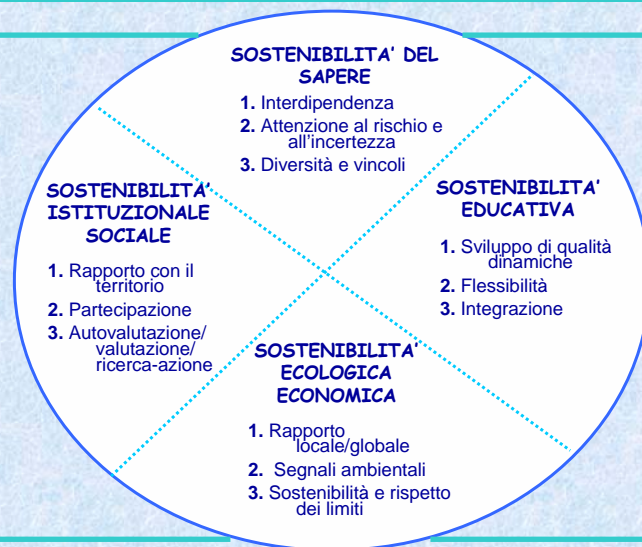 SOSTENIBILITA' DEL
SAPERE
1. Interdipendenza
2. Attenzione al rischio e
all'incertezza
3. Diversità e vincoli
SOSTENIBILITA'
ISTITUZIONALE
SOCIALE
1. Rapporto con il
territorio
2. Partecipazione
3. Autovalutazione/
valutazione/
ricerca-azione
SOSTENIBILITA'
EDUCATIVA
1. Sviluppo di qualità
dinamiche
2. Flessibilità
3. Integrazione
SOSTENIBILITA'
ECOLOGICA
ECONOMICA
1. Rapporto
locale/globale
2. Segnali ambientali
3. Sostenibilità e rispetto
dei limiti